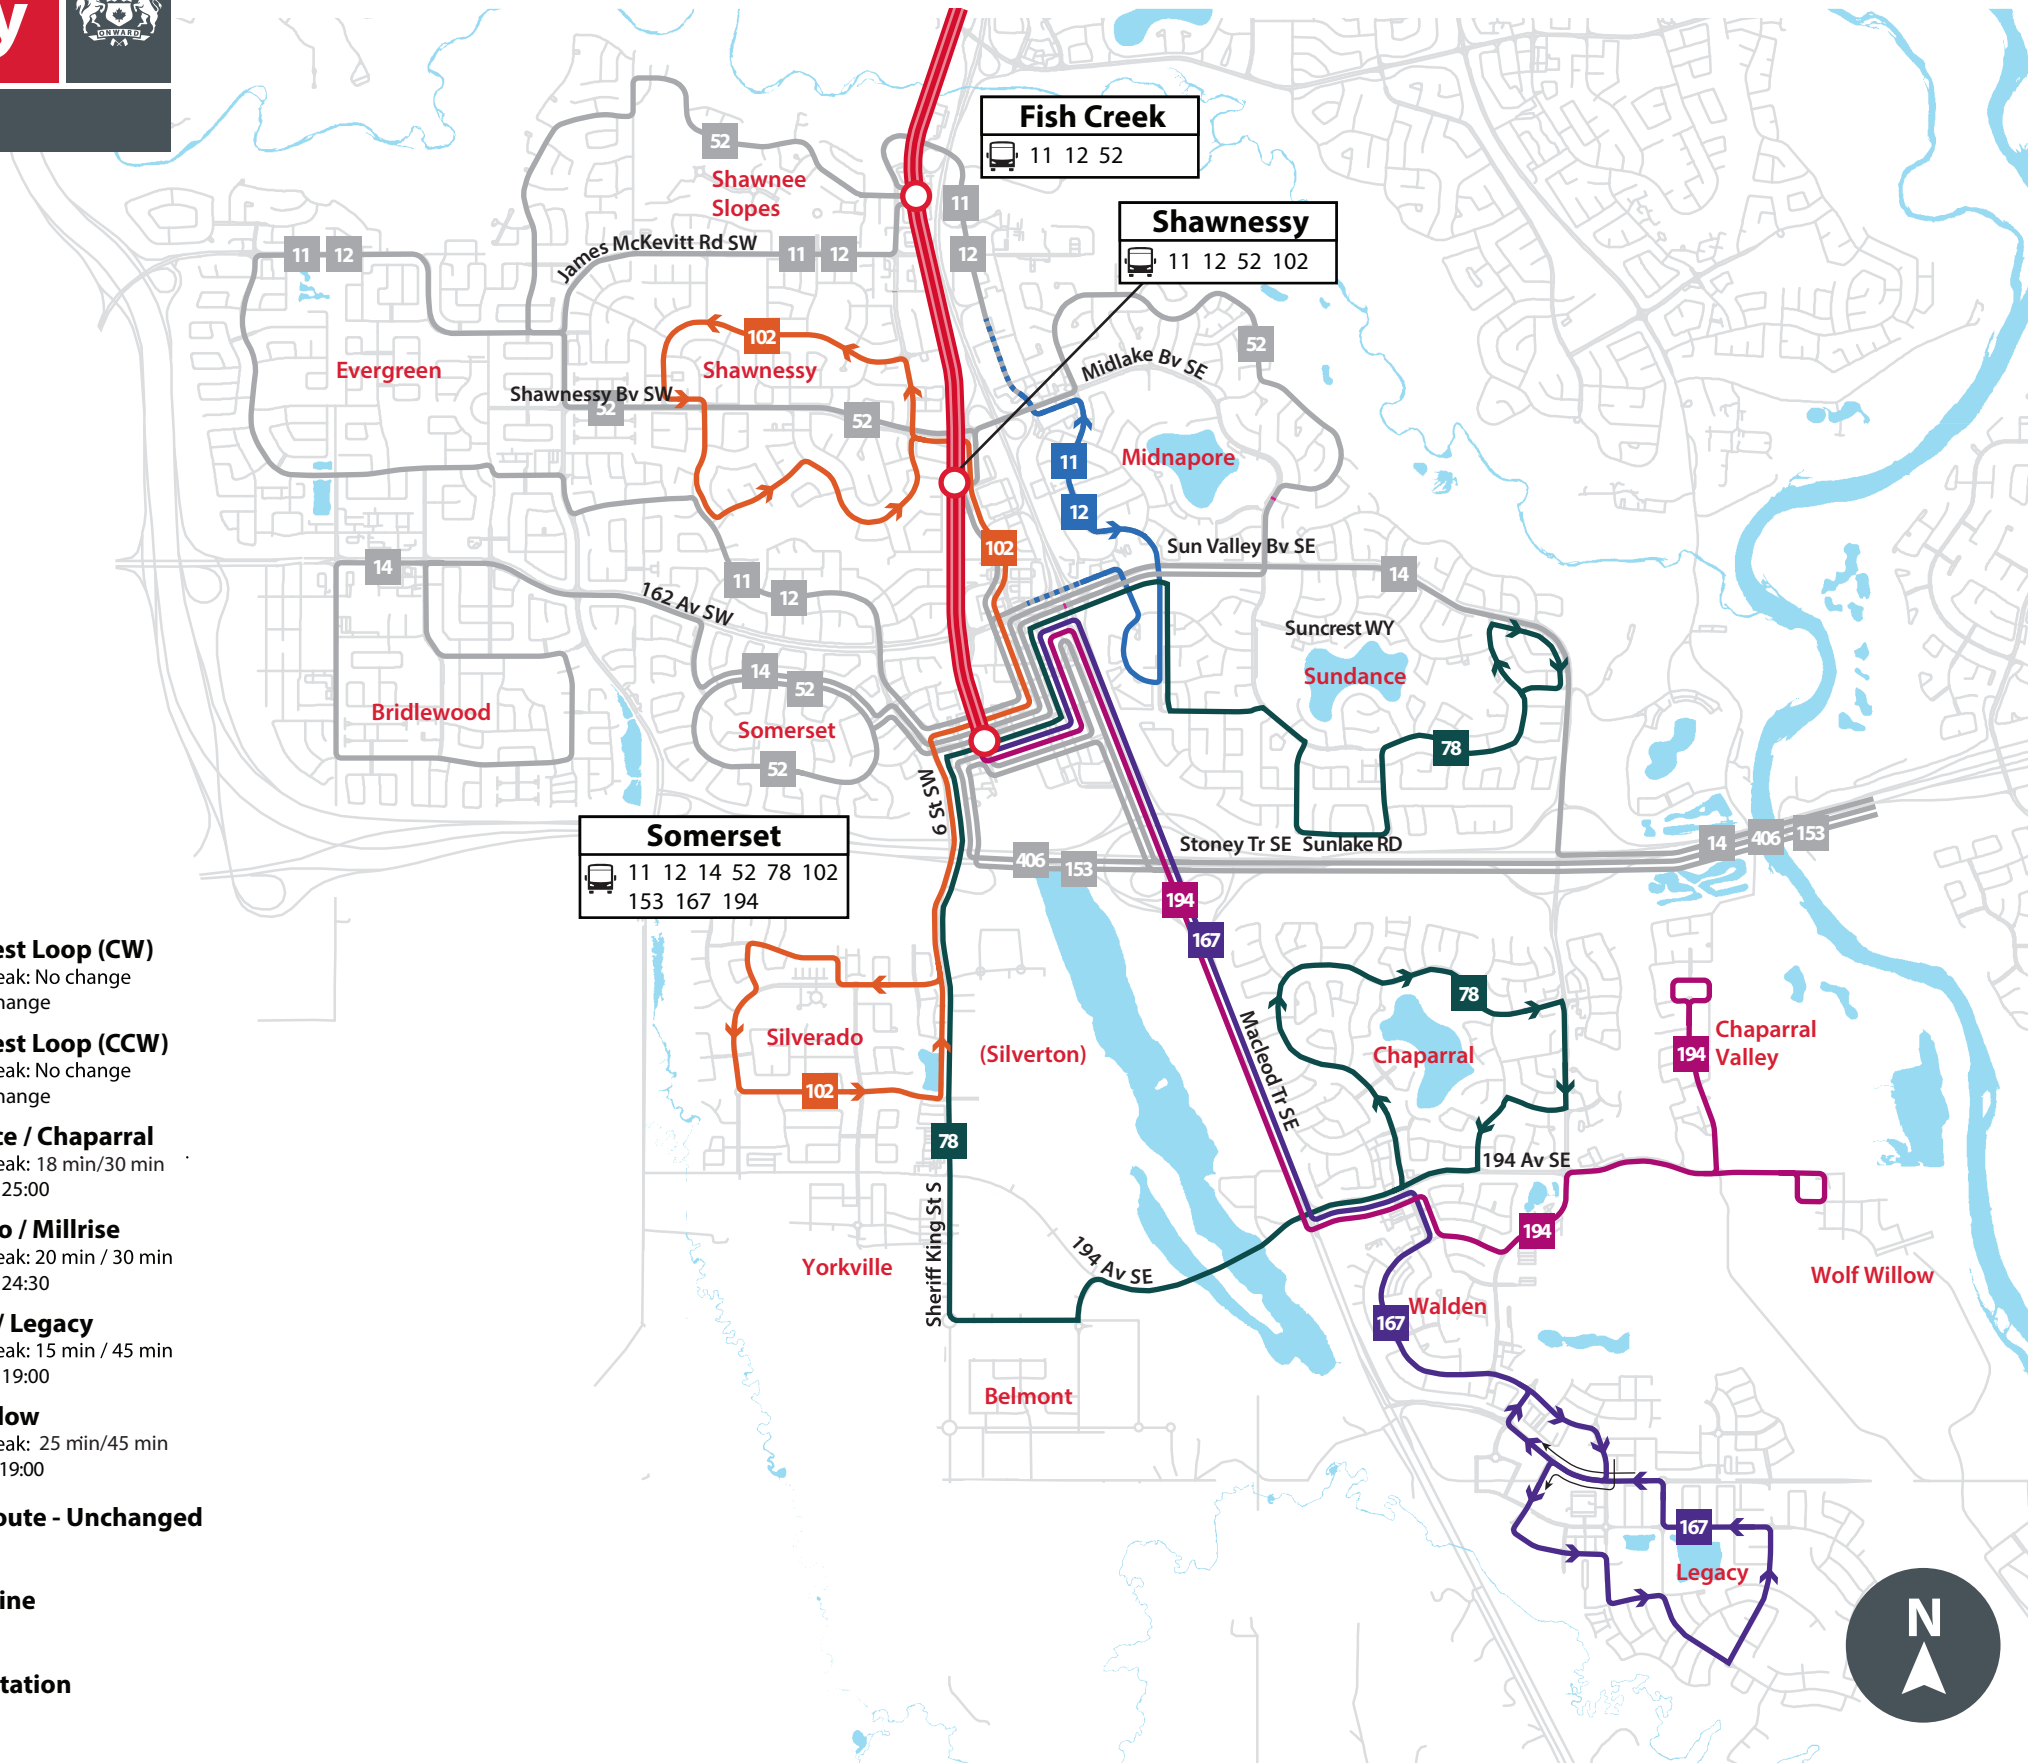 y
ONWARD
Fish Creek
11 12 52
Shawnessy
11 12 52 102
52
Shawnee
Slopes
11
12
James McKevitt Rd SW
11 12
11 12
102
52
Evergreen
Shawnessy
Midlake Bv SE
Shawnessy Bv SW
52
52
11
Midnapore
12
102
Sun Valley Bv SE
14
14
11
12
162 Av SW
Suncrest WY
Sundance
14
52
Bridlewood
Somerset
52
78
6 St SW
Somerset
11 12 14 52 78 102
153 167 194
Stoney Tr SE
Sunlake RD
14
406
153
406
153
194
167
est Loop (CW)
eak: No change
hange
est Loop (CCW)
eak: No change
hange
ce / Chaparral
eak: 18 min/30 min
25:00
o / Millrise
eak: 20 min / 30 min
24:30
/ Legacy
eak: 15 min / 45 min
19:00
low
eak: 25 min/45 min
19:00
oute - Unchanged
ine
tation
78
Silverado
(Silverton)
Macleod Tr SE
Chaparral
Chaparral
Valley
194
102
78
194 Av SE
Sheriff King St S
194
Yorkville
194 Av SE
Wolf Willow
Walden
167
Belmont
167
Legacy
N